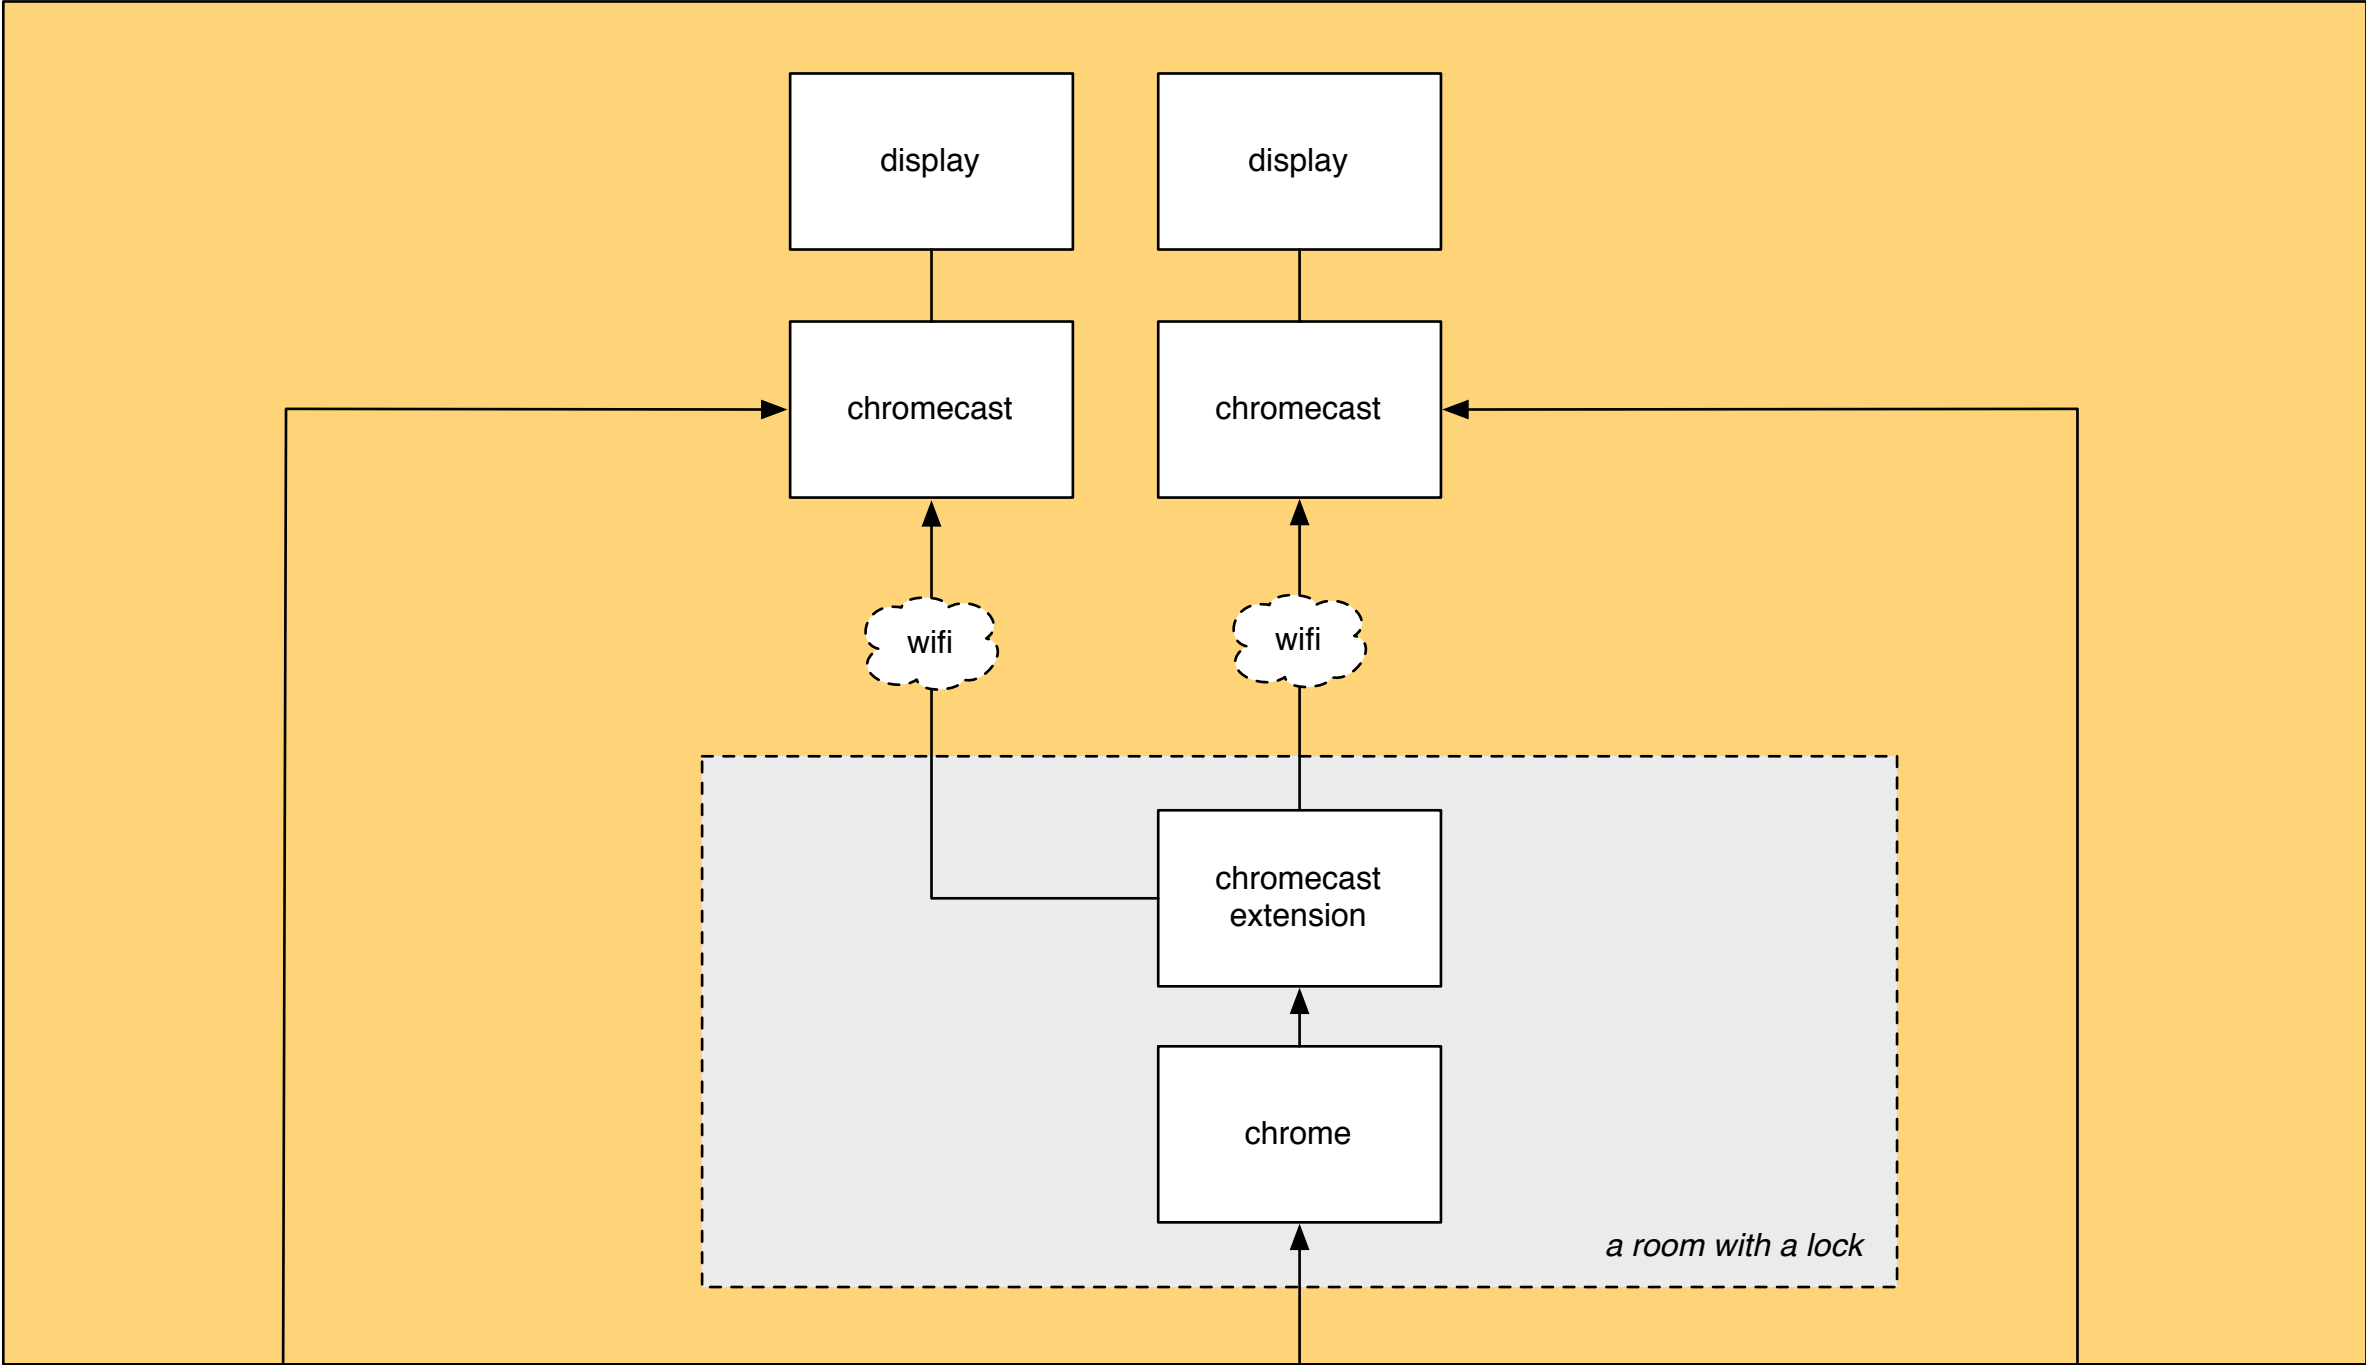 display
display
chromecast
chromecast
wifi
wifi
chromecast
extension
chrome
a room with a lock